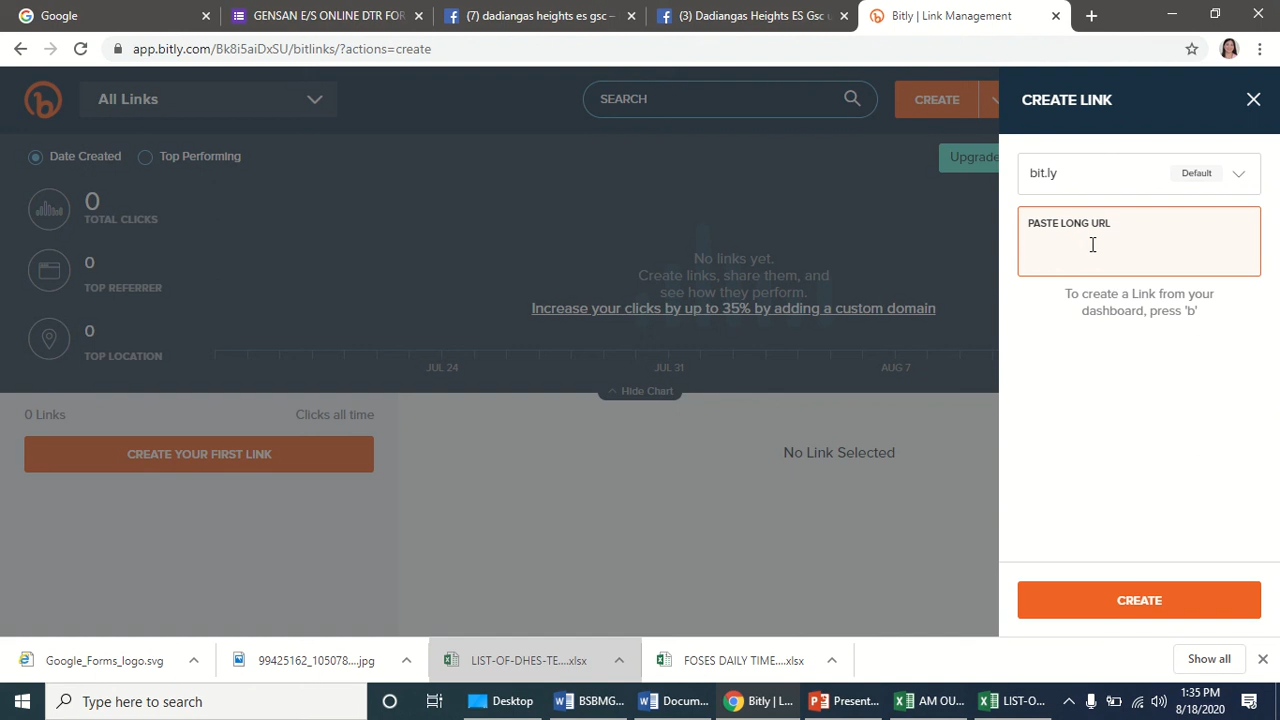 Google
GENSAN E/S ONLINE DTR FOR
(7) dadiangas heights es gsc –
(3) Dadiangas Heights ES Gsc
Bitly | Link Management
app.bitly.com/Bk8i5aiDxSU/bitlinks/?actions=create
All Links
SEARCH
CREATE
CREATE LINK
Date Created
Top Performing
Upgrade
bit.ly
Default
0
TOTAL CLICKS
PASTE LONG URL
0
TOP REFERRER
No links yet.
Create links, share them, and
see how they perform.
Increase your clicks by up to 35% by adding a custom domain
To create a Link from your
dashboard, press 'b'
0
TOP LOCATION
JUL 24
JUL 31
AUG 7
Hide Chart
0 Links
Clicks all time
CREATE YOUR FIRST LINK
No Link Selected
CREATE
Google_Forms_logo.svg
99425162_105078....jpg
LIST-OF-DHES-TE....xlsx
FOSES DAILY TIME....xlsx
Show all
Type here to search
Desktop
BSBMG...
Docum...
Bitly | L...
Present...
AM OU...
LIST-O...
1:35 PM
8/18/2020